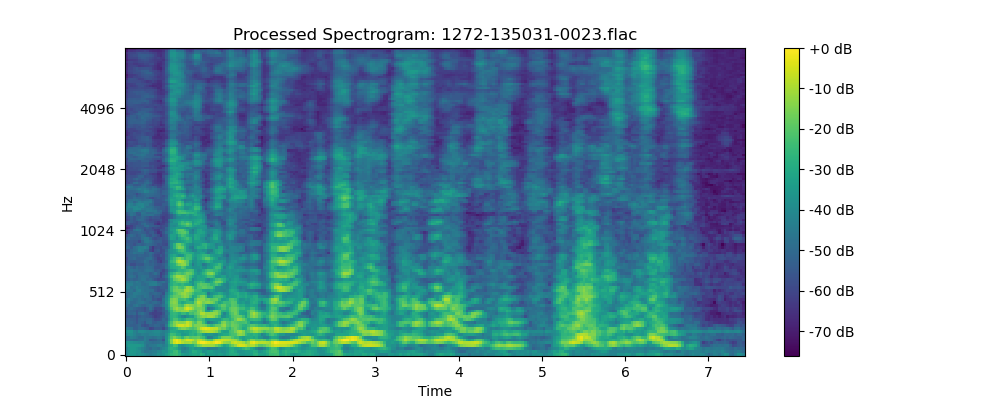 Processed Spectrogram: 1272-135031-0023.flac
+0 dB
-10 dB
-20 dB
-30 dB
-40 dB
-50 dB
-60 dB
-70 dB
Hz
4096
2048
1024
512
0
0 1 2 3 4 5 6 7
Time